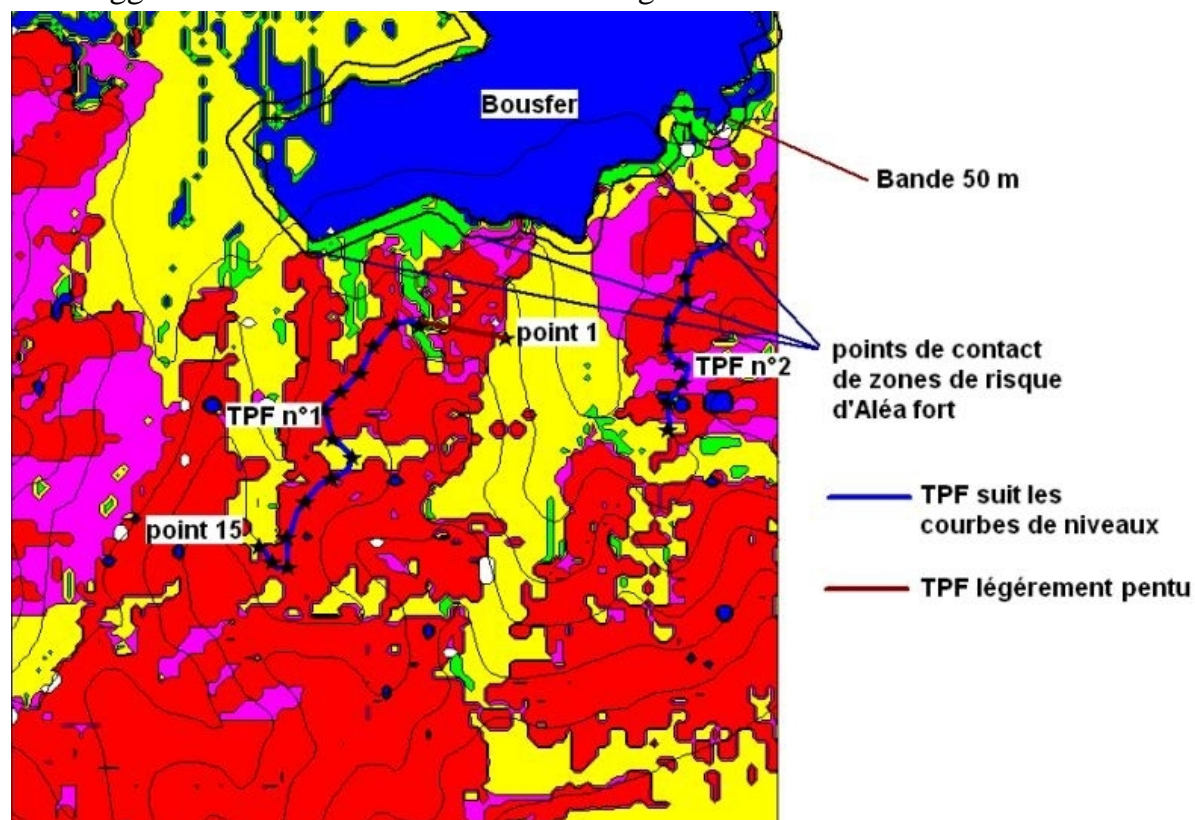 Bousfer
Bande 50 m
point 1
TPF n°2
TPF n°1
points de contact
de zones de risque
d'Aléa fort
TPF suit les
courbes de niveaux
point 15
TPF légérement pentu